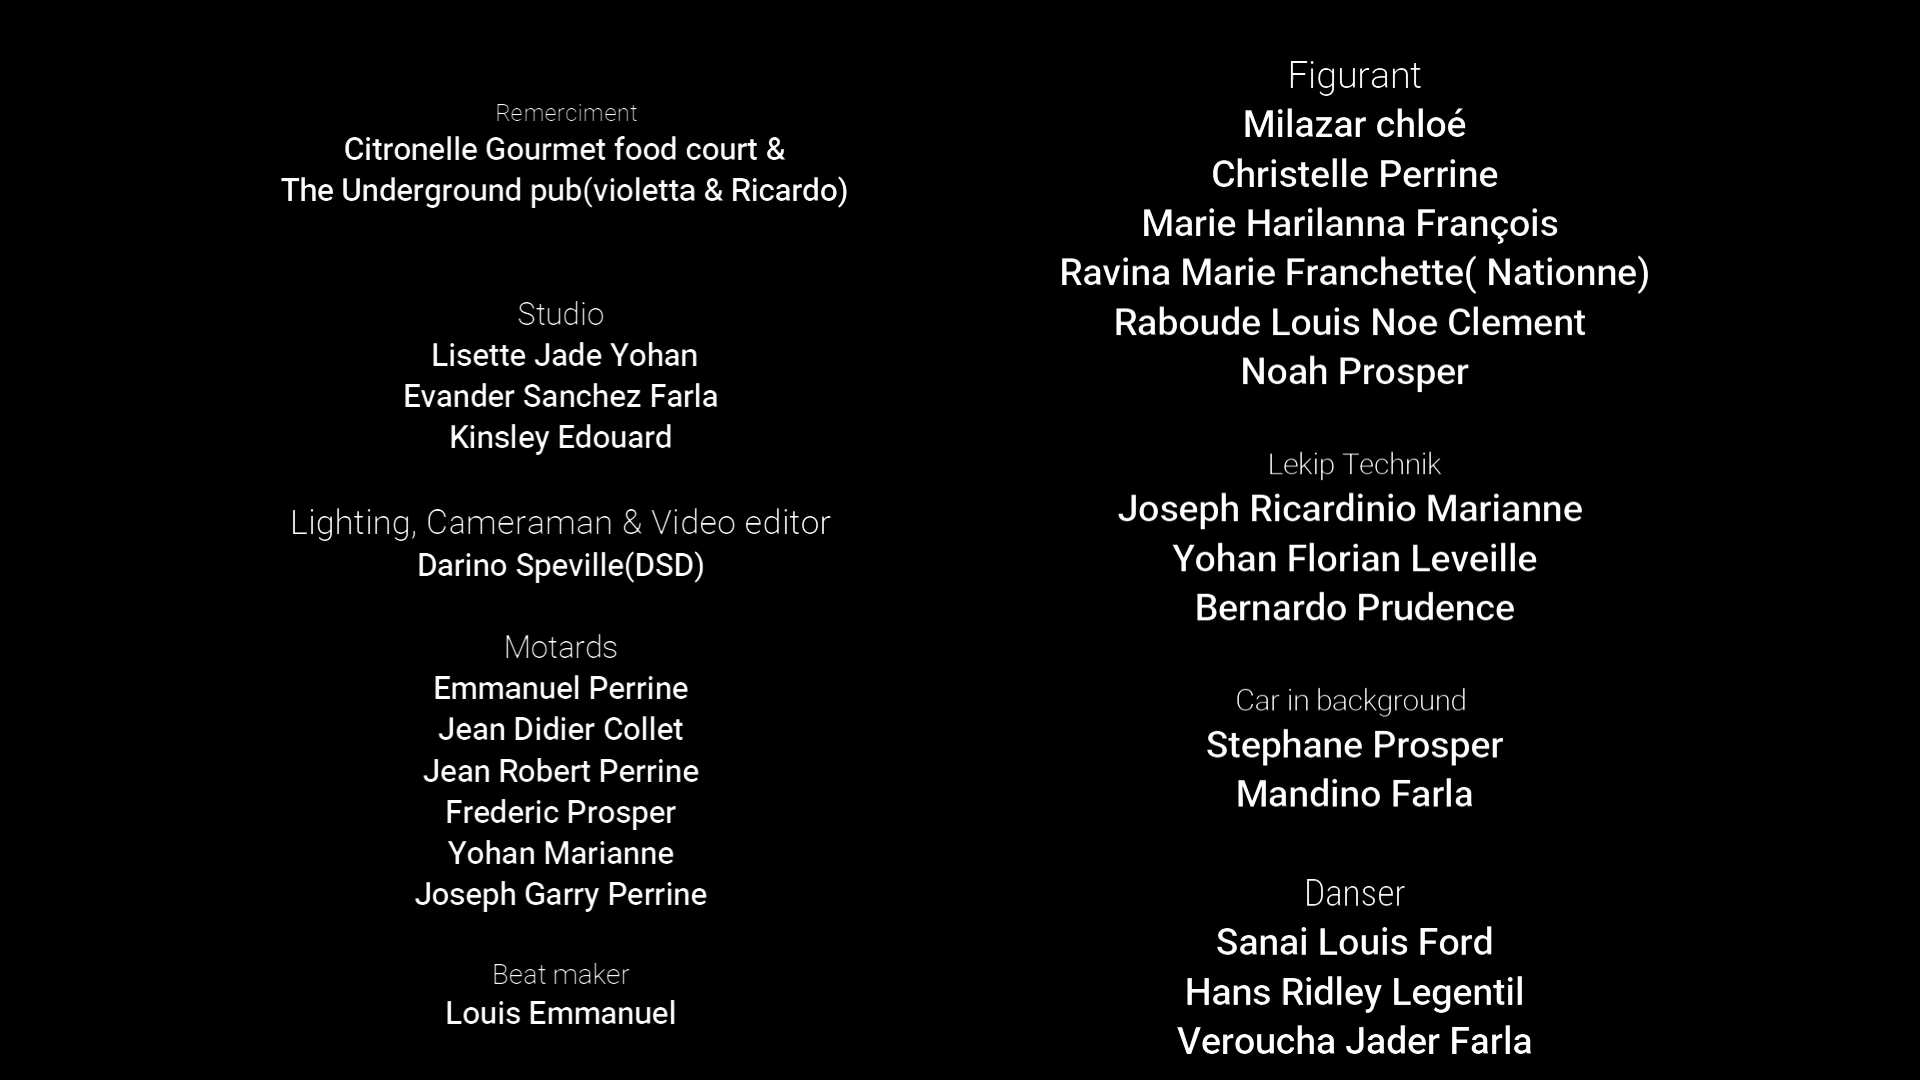 Remerciment
Citronelle Gourmet food court &
The Underground pub(violetta & Ricardo)
Studio
Lisette Jade Yohan
Evander Sanchez Farla
Kinsley Edouard
Lighting, Cameraman & Video editor
Darino Speville(DSD)
Motards
Emmanuel Perrine
Jean Didier Collet
Jean Robert Perrine
Frederic Prosper
Yohan Marianne
Joseph Garry Perrine
Beat maker
Louis Emmanuel
Figurant
Milazar chloé
Christelle Perrine
Marie Harilanna François
Ravina Marie Franchette( Nationne)
Raboude Louis Noe Clement
Noah Prosper
Lekip Technik
Joseph Ricardinio Marianne
Yohan Florian Leveille
Bernardo Prudence
Car in background
Stephane Prosper
Mandino Farla
Danser
Sanai Louis Ford
Hans Ridley Legentil
Veroucha Jader Farla